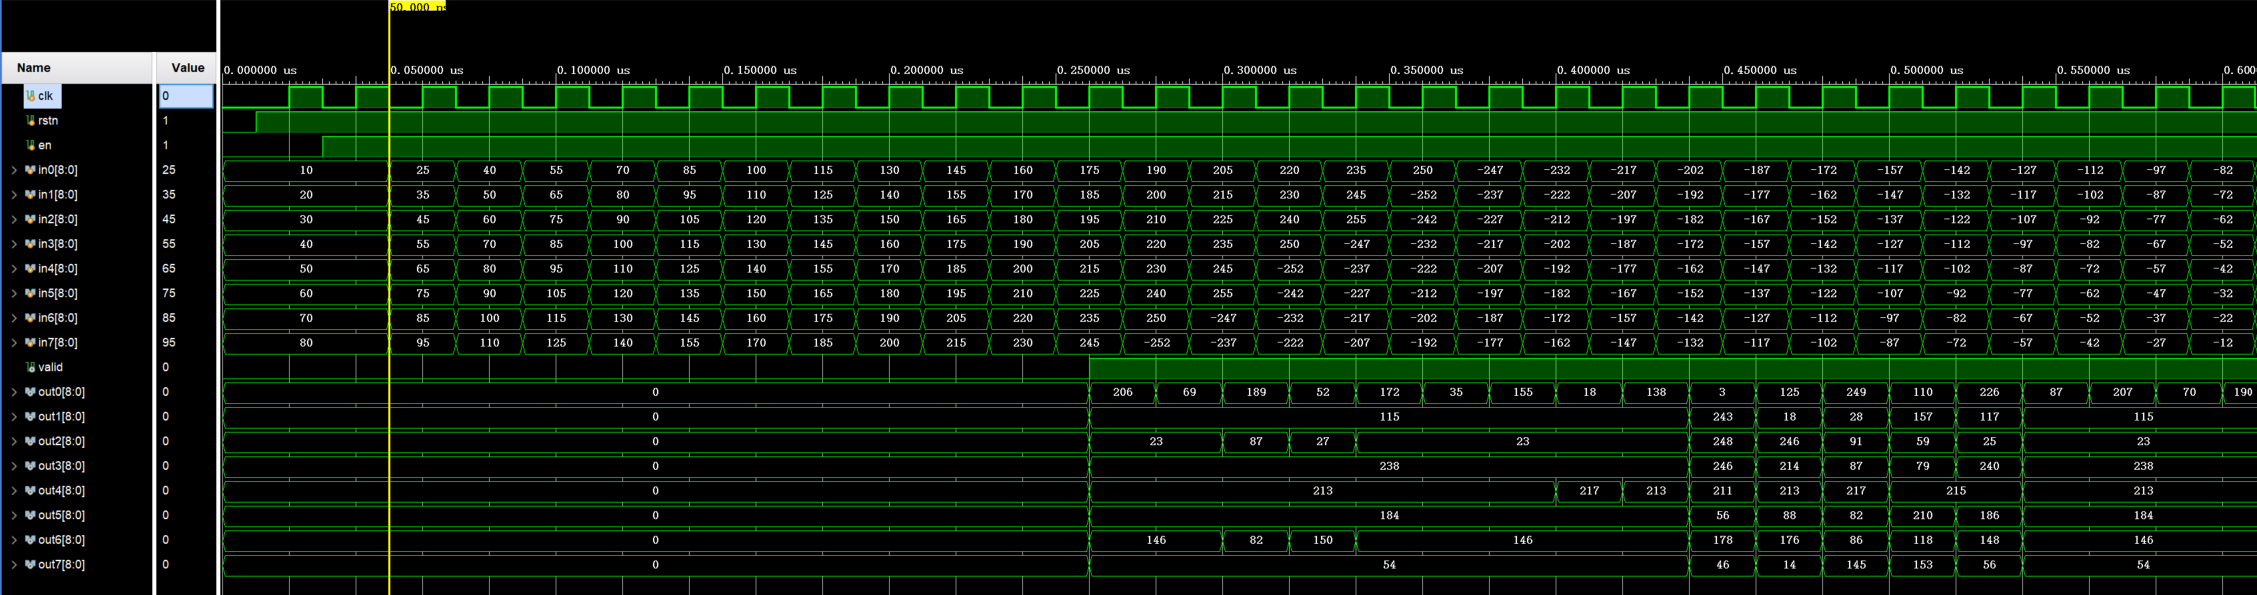 50.000 ns
Name Value
0.000000 us 0.050000 us 0.100000 us 0.150000 us 0.200000 us 0.250000 us 0.300000 us 0.350000 us 0.400000 us 0.450000 us 0.500000 us 0.550000 us 0.600
clk 0
rstn 1
en 1
in0[8:0] 25 10 25 40 55 70 85 100 115 130 145 160 175 190 205 220 235 250 -247 -232 -217 -202 -187 -172 -157 -142 -127 -112 -97 -82
in1[8:0] 35 20 35 50 65 80 95 110 125 140 155 170 185 200 215 230 245 -252 -237 -222 -207 -192 -177 -162 -147 -132 -117 -102 -87 -72
in2[8:0] 45 30 45 60 75 90 105 120 135 150 165 180 195 210 225 240 255 -242 -227 -212 -197 -182 -167 -152 -137 -122 -107 -92 -77 -62
in3[8:0] 55 40 55 70 85 100 115 130 145 160 175 190 205 220 235 250 -247 -232 -217 -202 -187 -172 -157 -142 -127 -112 -97 -82 -67 -52
in4[8:0] 65 50 65 80 95 110 125 140 155 170 185 200 215 230 245 -252 -237 -222 -207 -192 -177 -162 -147 -132 -117 -102 -87 -72 -57 -42
in5[8:0] 75 60 75 90 105 120 135 150 165 180 195 210 225 240 255 -242 -227 -212 -197 -182 -167 -152 -137 -122 -107 -92 -77 -62 -47 -32
in6[8:0] 85 70 85 100 115 130 145 160 175 190 205 220 235 250 -247 -232 -217 -202 -187 -172 -157 -142 -127 -112 -97 -82 -67 -52 -37 -22
in7[8:0] 95 80 95 110 125 140 155 170 185 200 215 230 245 -252 -237 -222 -207 -192 -177 -162 -147 -132 -117 -102 -87 -72 -57 -42 -27 -12
valid 0
out0[8:0] 0 0 206 69 189 52 172 35 155 18 138 3 125 249 110 226 87 207 70 190
out1[8:0] 0 0 115 243 18 28 157 117 115
out2[8:0] 0 0 23 87 27 23 248 246 91 59 25 23
out3[8:0] 0 0 238 246 214 87 79 240 238
out4[8:0] 0 0 213 217 213 211 213 217 215 213
out5[8:0] 0 0 184 56 88 82 210 186 184
out6[8:0] 0 0 146 82 150 146 178 176 86 118 148 146
out7[8:0] 0 0 54 46 14 145 153 56 54